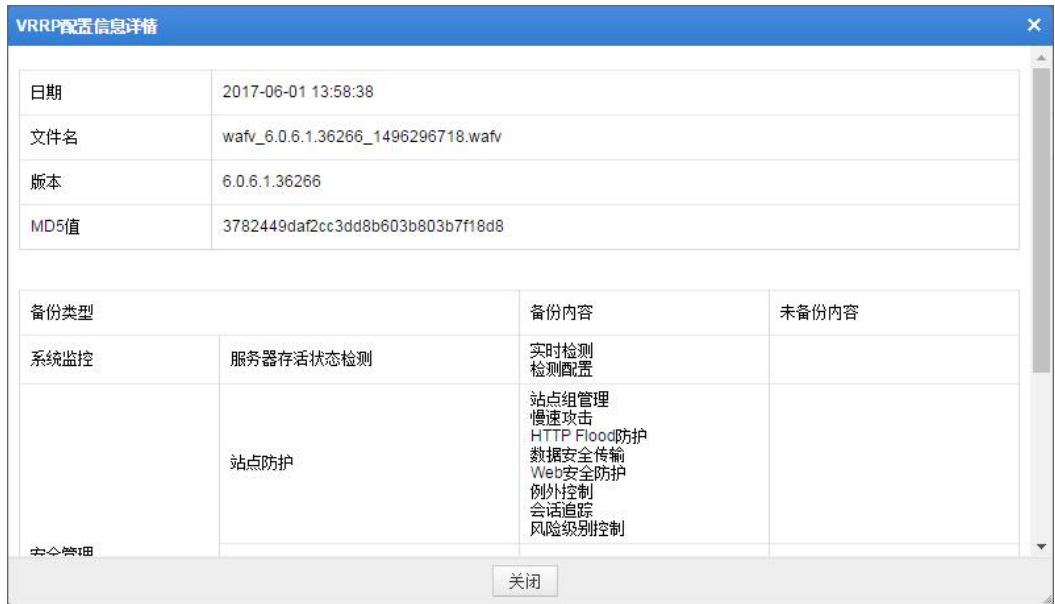 VRRP配置信息详情
日期 2017-06-01 13:58:38
文件名 wafv_6.0.6.1.36266_1496296718.wafv
版本 6.0.6.1.36266
MD5值 3782449daf2cc3dd8b603b803b7f18d8
备份类型 备份内容 未备份内容
系统监控 服务器存活状态检测 实时检测
检测配置
站点防护 站点组管理
慢速攻击
HTTP Flood防护
数据安全传输
Web安全防护
例外控制
会话追踪
风险级别控制
安全管理
关闭